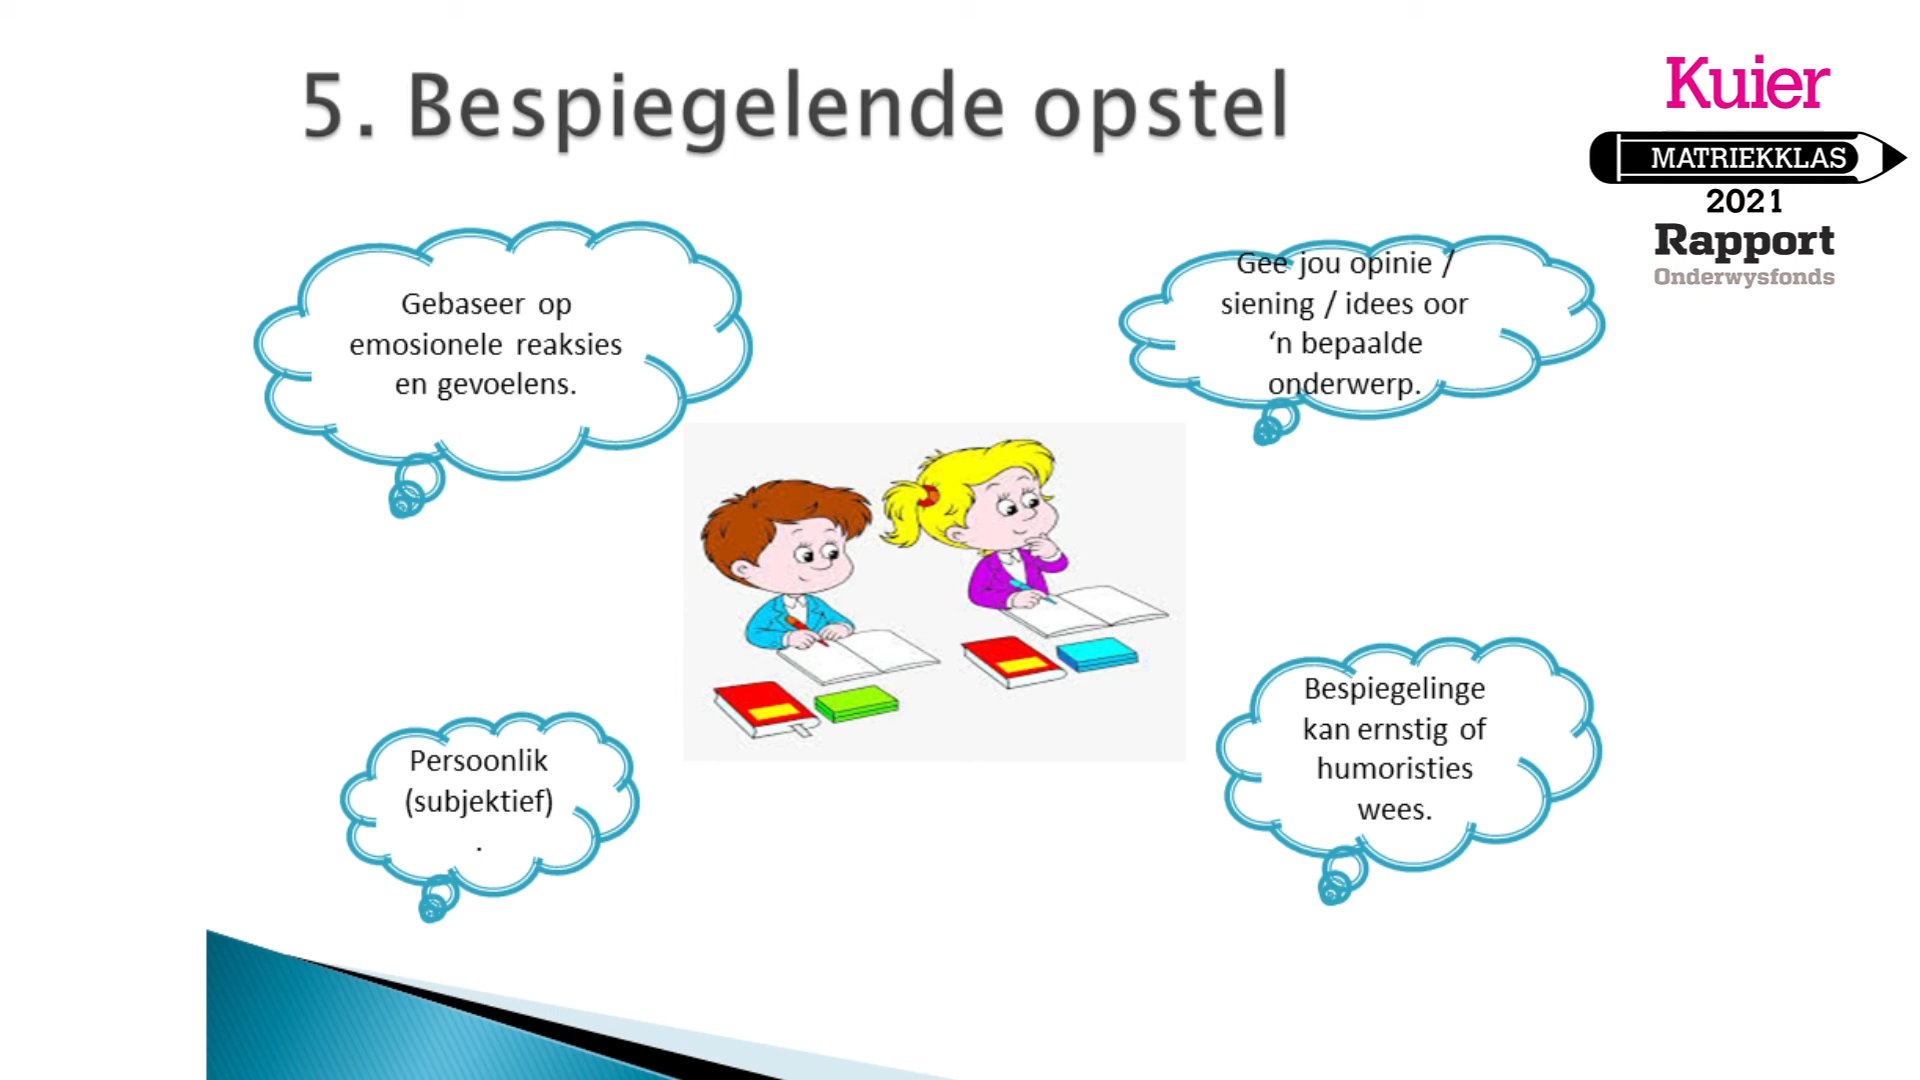 5. Bespiegelende opstel
Kuier
MATRIEKKLAS
2021
Rapport
Onderwysfonds
Gebaseer op
emosionele reaksies
en gevoelens.
Gee jou opinie /
siening / idees oor
‘n bepaalde
onderwerp.
Persoonlik
(subjektief)
.
Bespiegelinge
kan ernstig of
humoristies
wees.